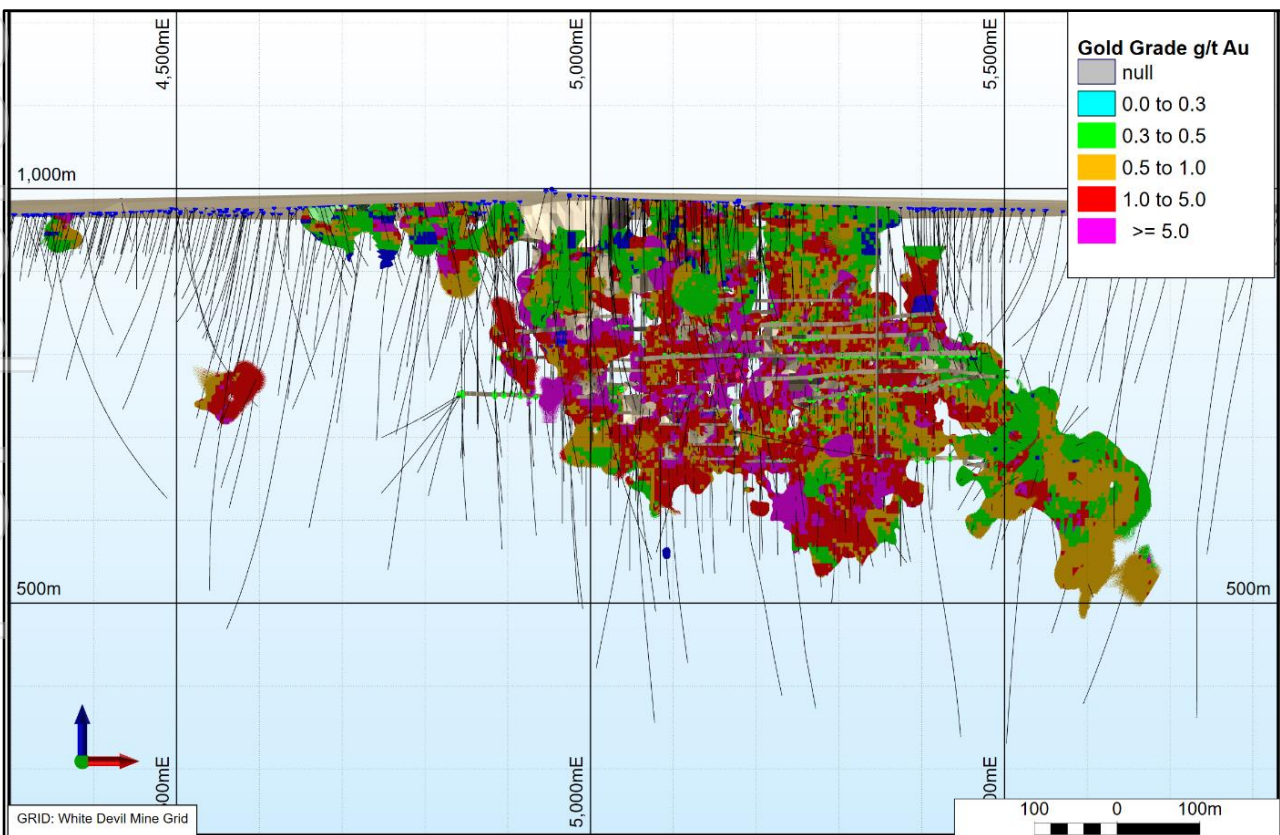 4,500mE
5,000mE
5,500mE
Gold Grade g/t Au
null
0.0 to 0.3
0.3 to 0.5
0.5 to 1.0
1.0 to 5.0
>= 5.0
1,000m
500m
500m
5,000mE
GRID: White Devil Mine Grid
100 0 100m